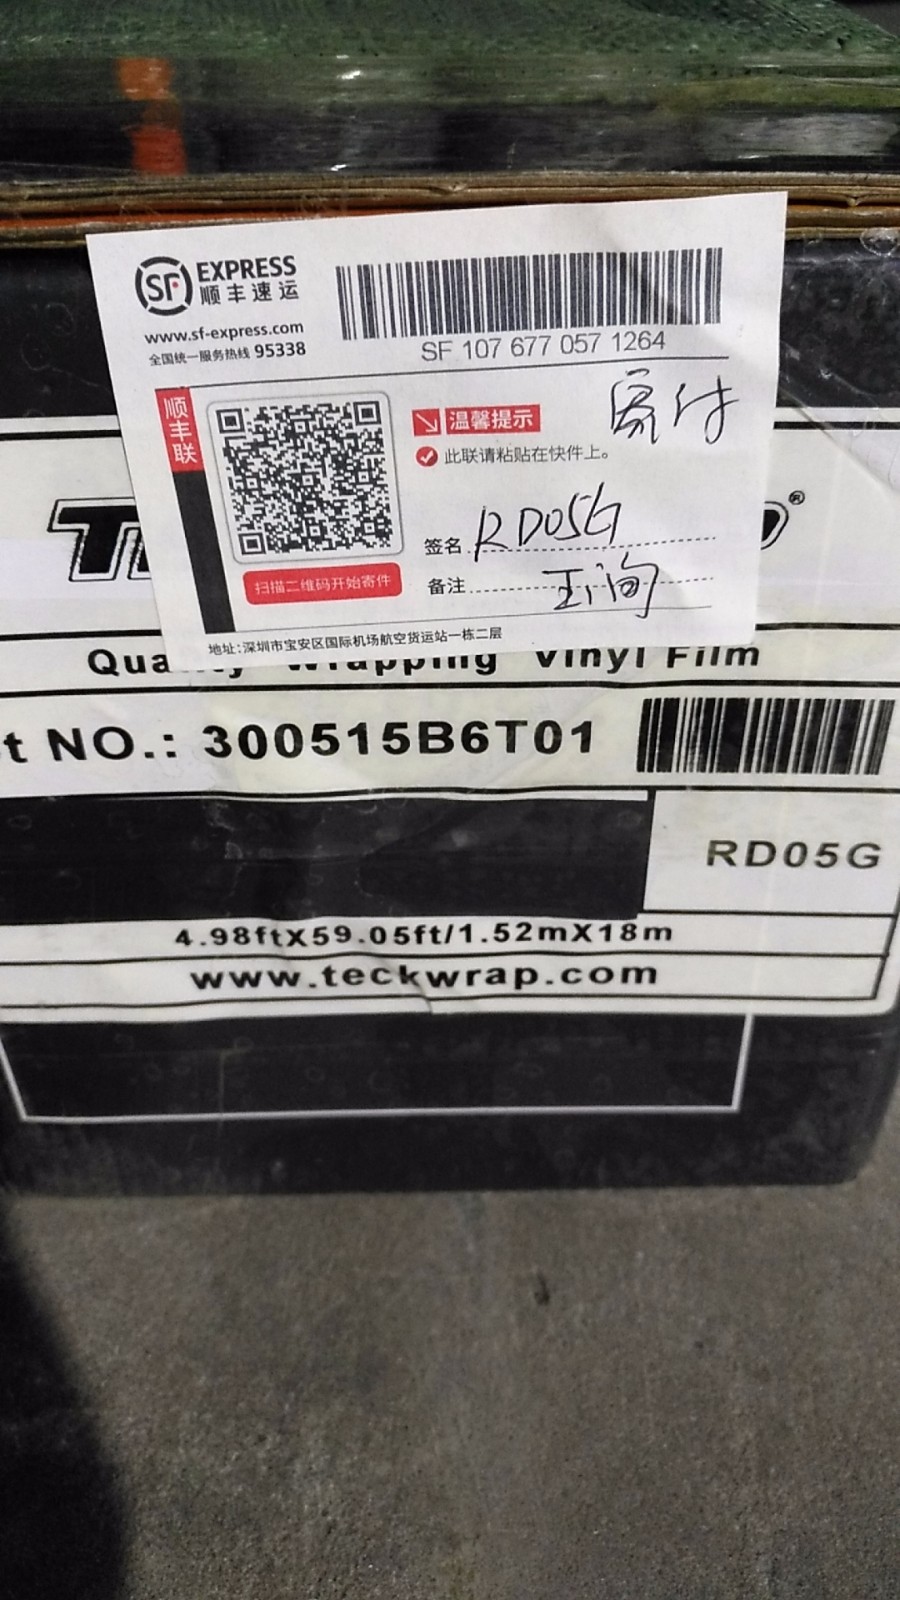 SF EXPRESS
顺丰速运
www.sf-express.com
全国统一服务热线 95338
SF 107 677 057 1264
顺丰联
温馨提示
此联请粘贴在快件上。
签名 RD05G
备注
扫描二维码开始寄件
地址:深圳市宝安区国际机场航空货运站一栋二层
®
Wrapping Vinyl Film
NO.: 300515B6T01
RD05G
4.98ftX59.05ft/1.52mX18m
www.teckwrap.com